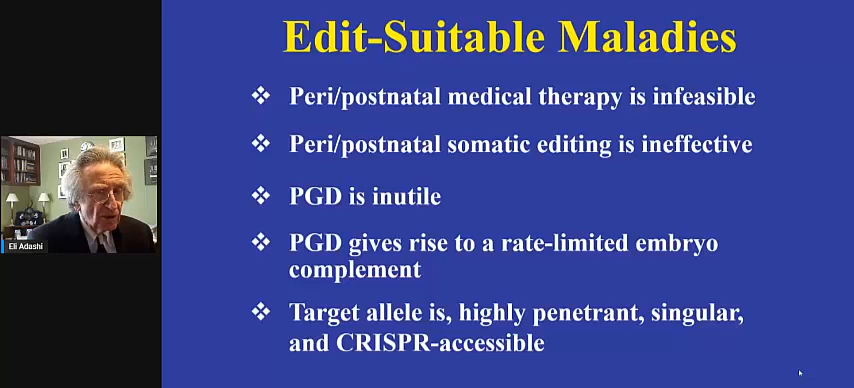 Edit-Suitable Maladies
❖ Peri/postnatal medical therapy is infeasible
❖ Peri/postnatal somatic editing is ineffective
❖ PGD is inutile
❖ PGD gives rise to a rate-limited embryo
complement
❖ Target allele is, highly penetrant, singular,
and CRISPR-accessible
Eli Adashi